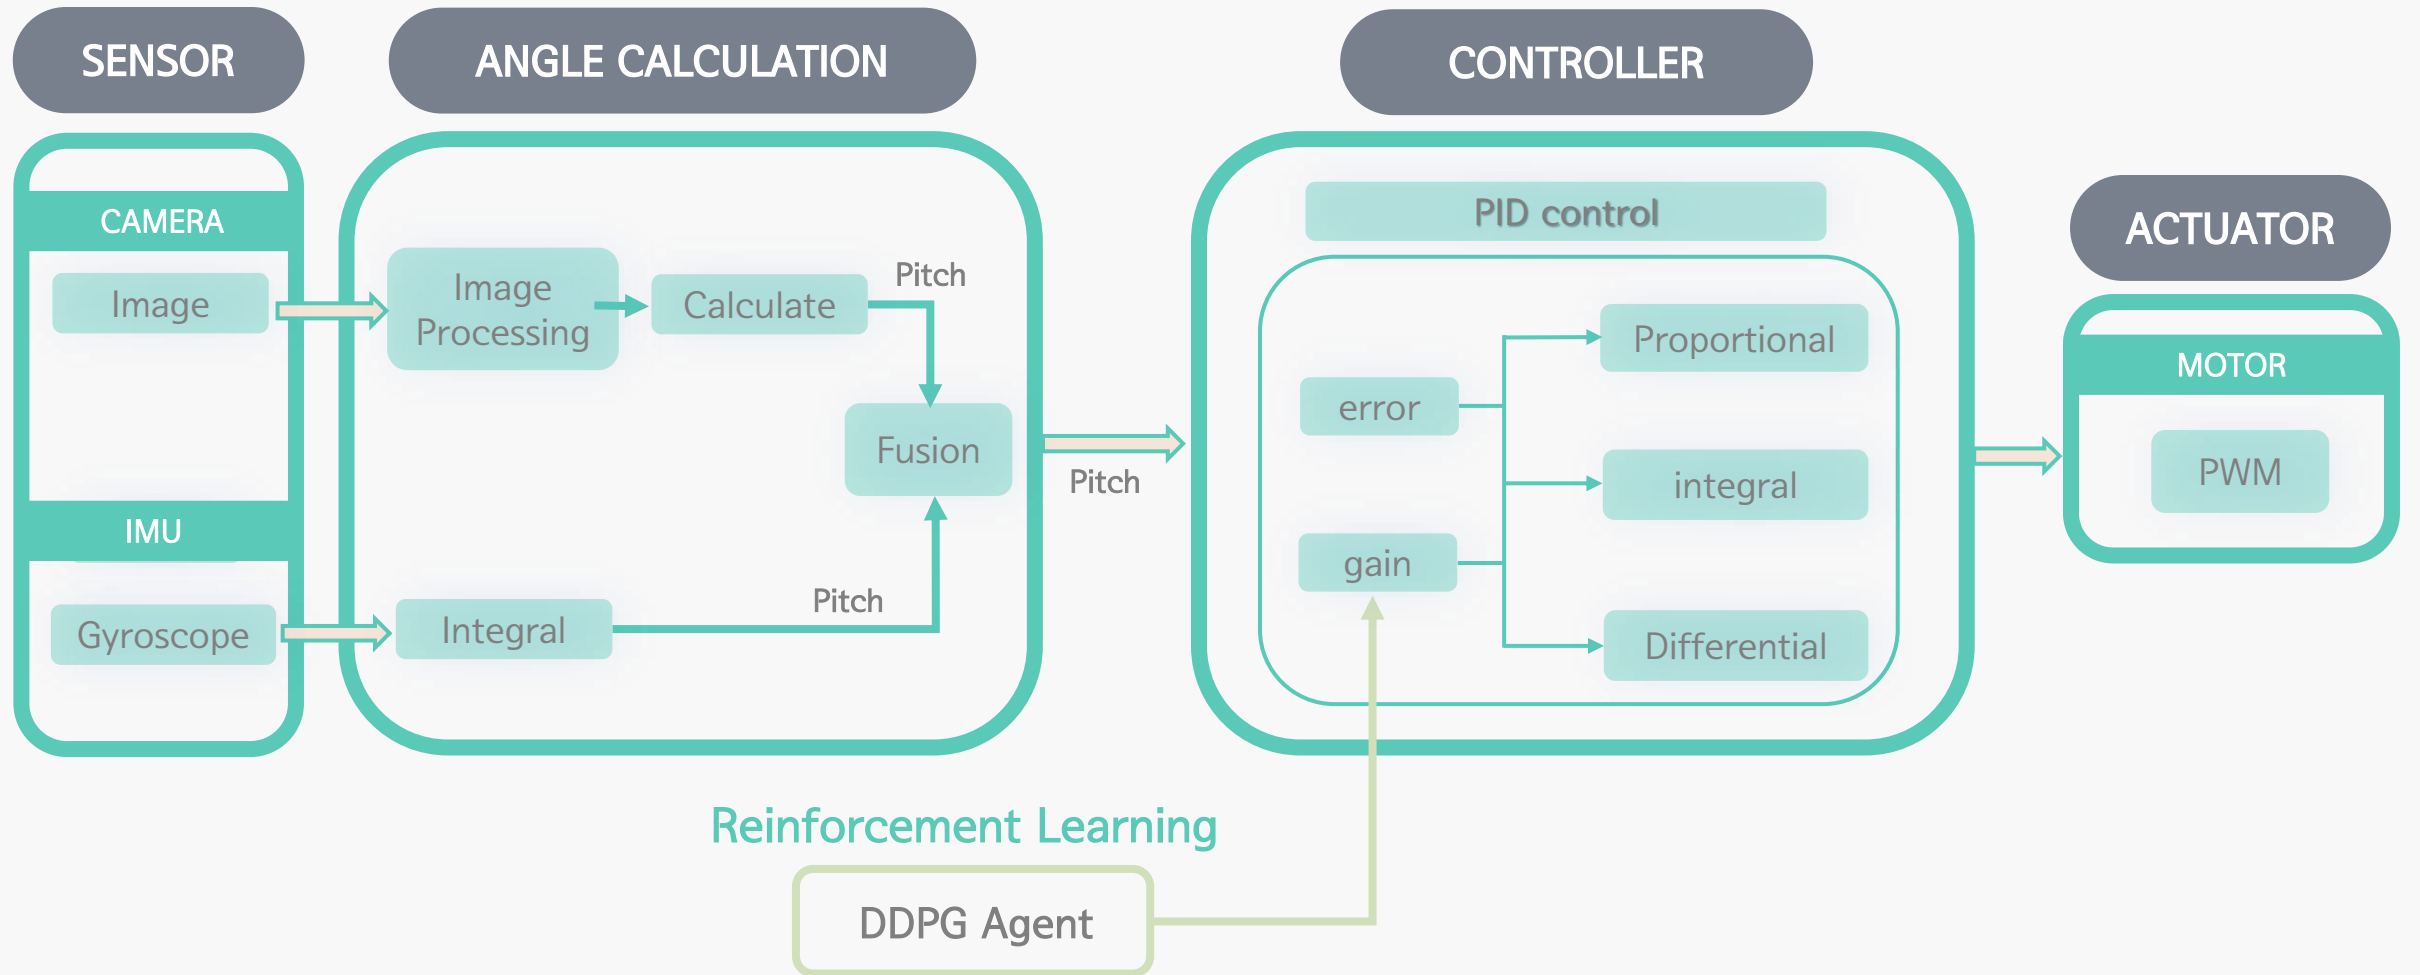 SENSOR
ANGLE CALCULATION
CONTROLLER
ACTUATOR
CAMERA
Image
IMU
Gyroscope
Image
Processing
Calculate
Pitch
Fusion
Integral
Pitch
Pitch
PID control
error
gain
Proportional
integral
Differential
MOTOR
PWM
Reinforcement Learning
DDPG Agent